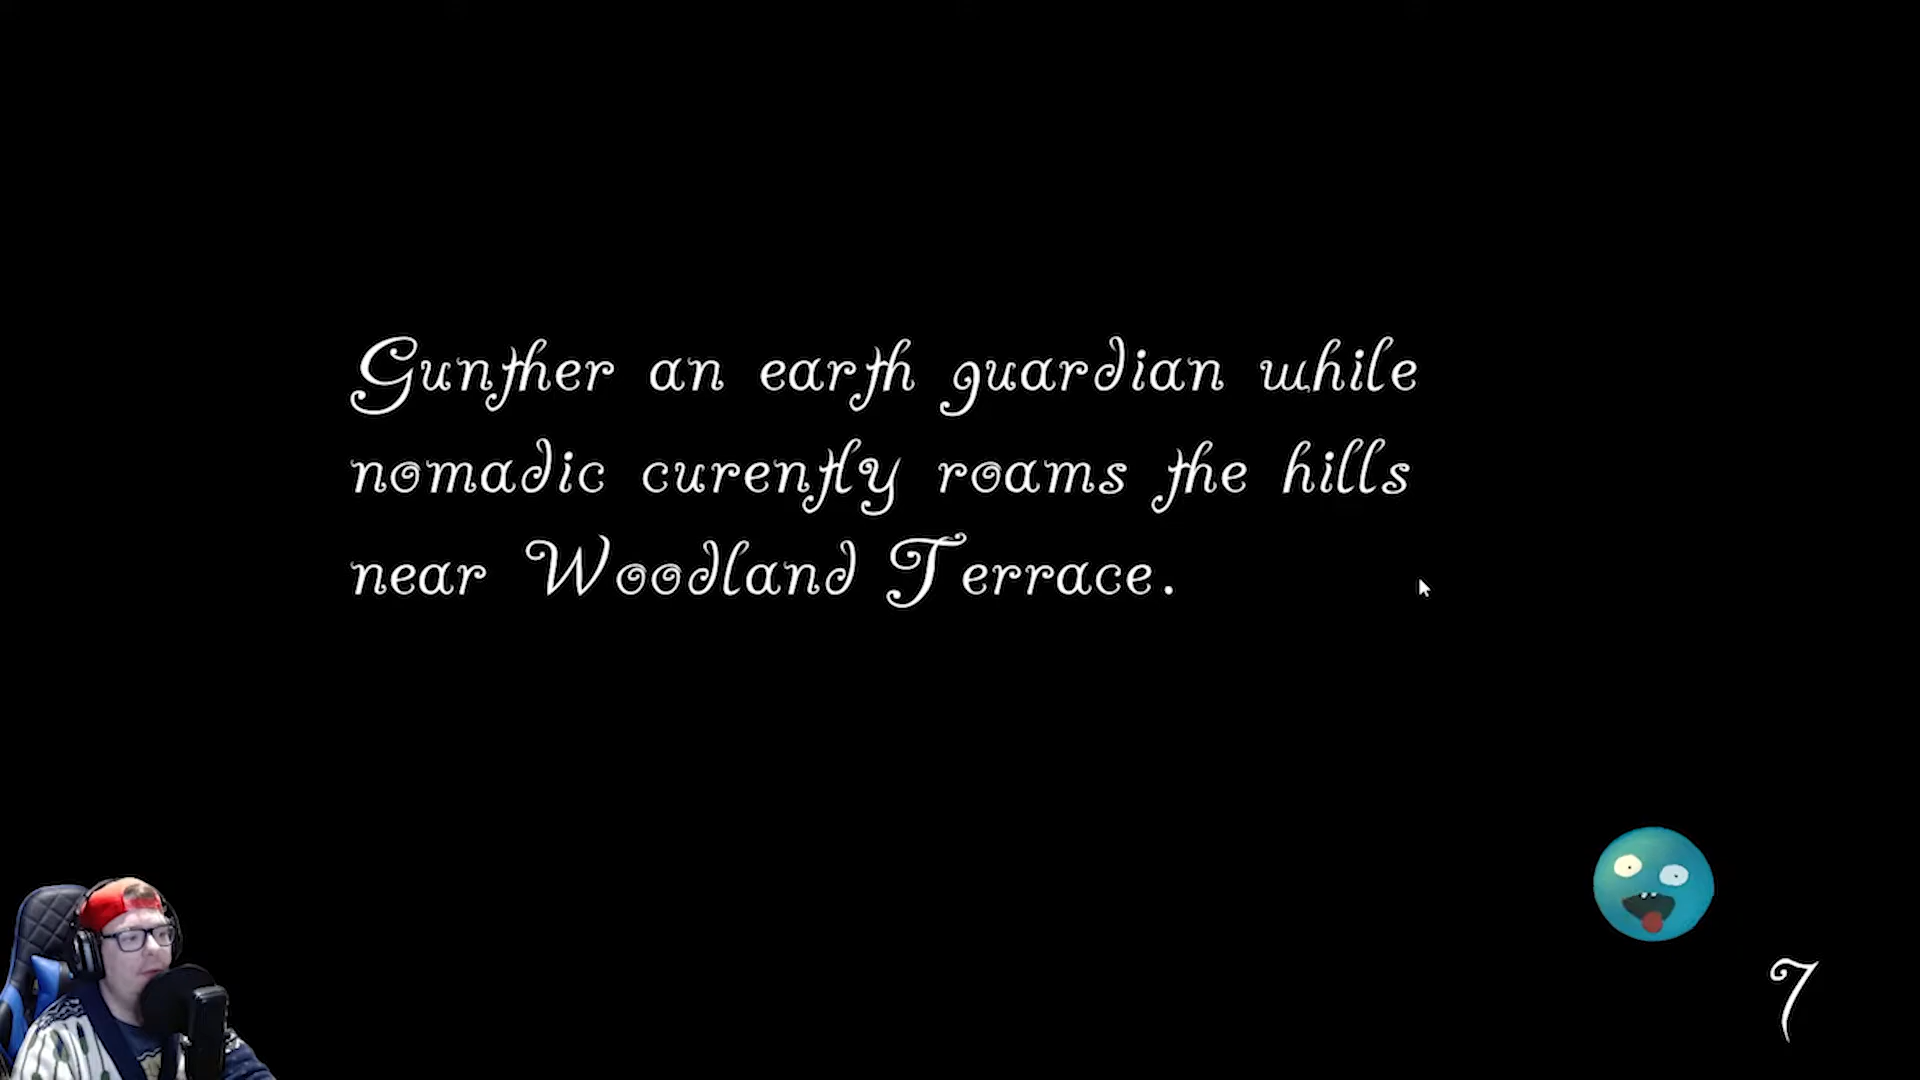 Gunther an earth guardian while
nomadic curently roams the hills
near Woodland Terrace.
7